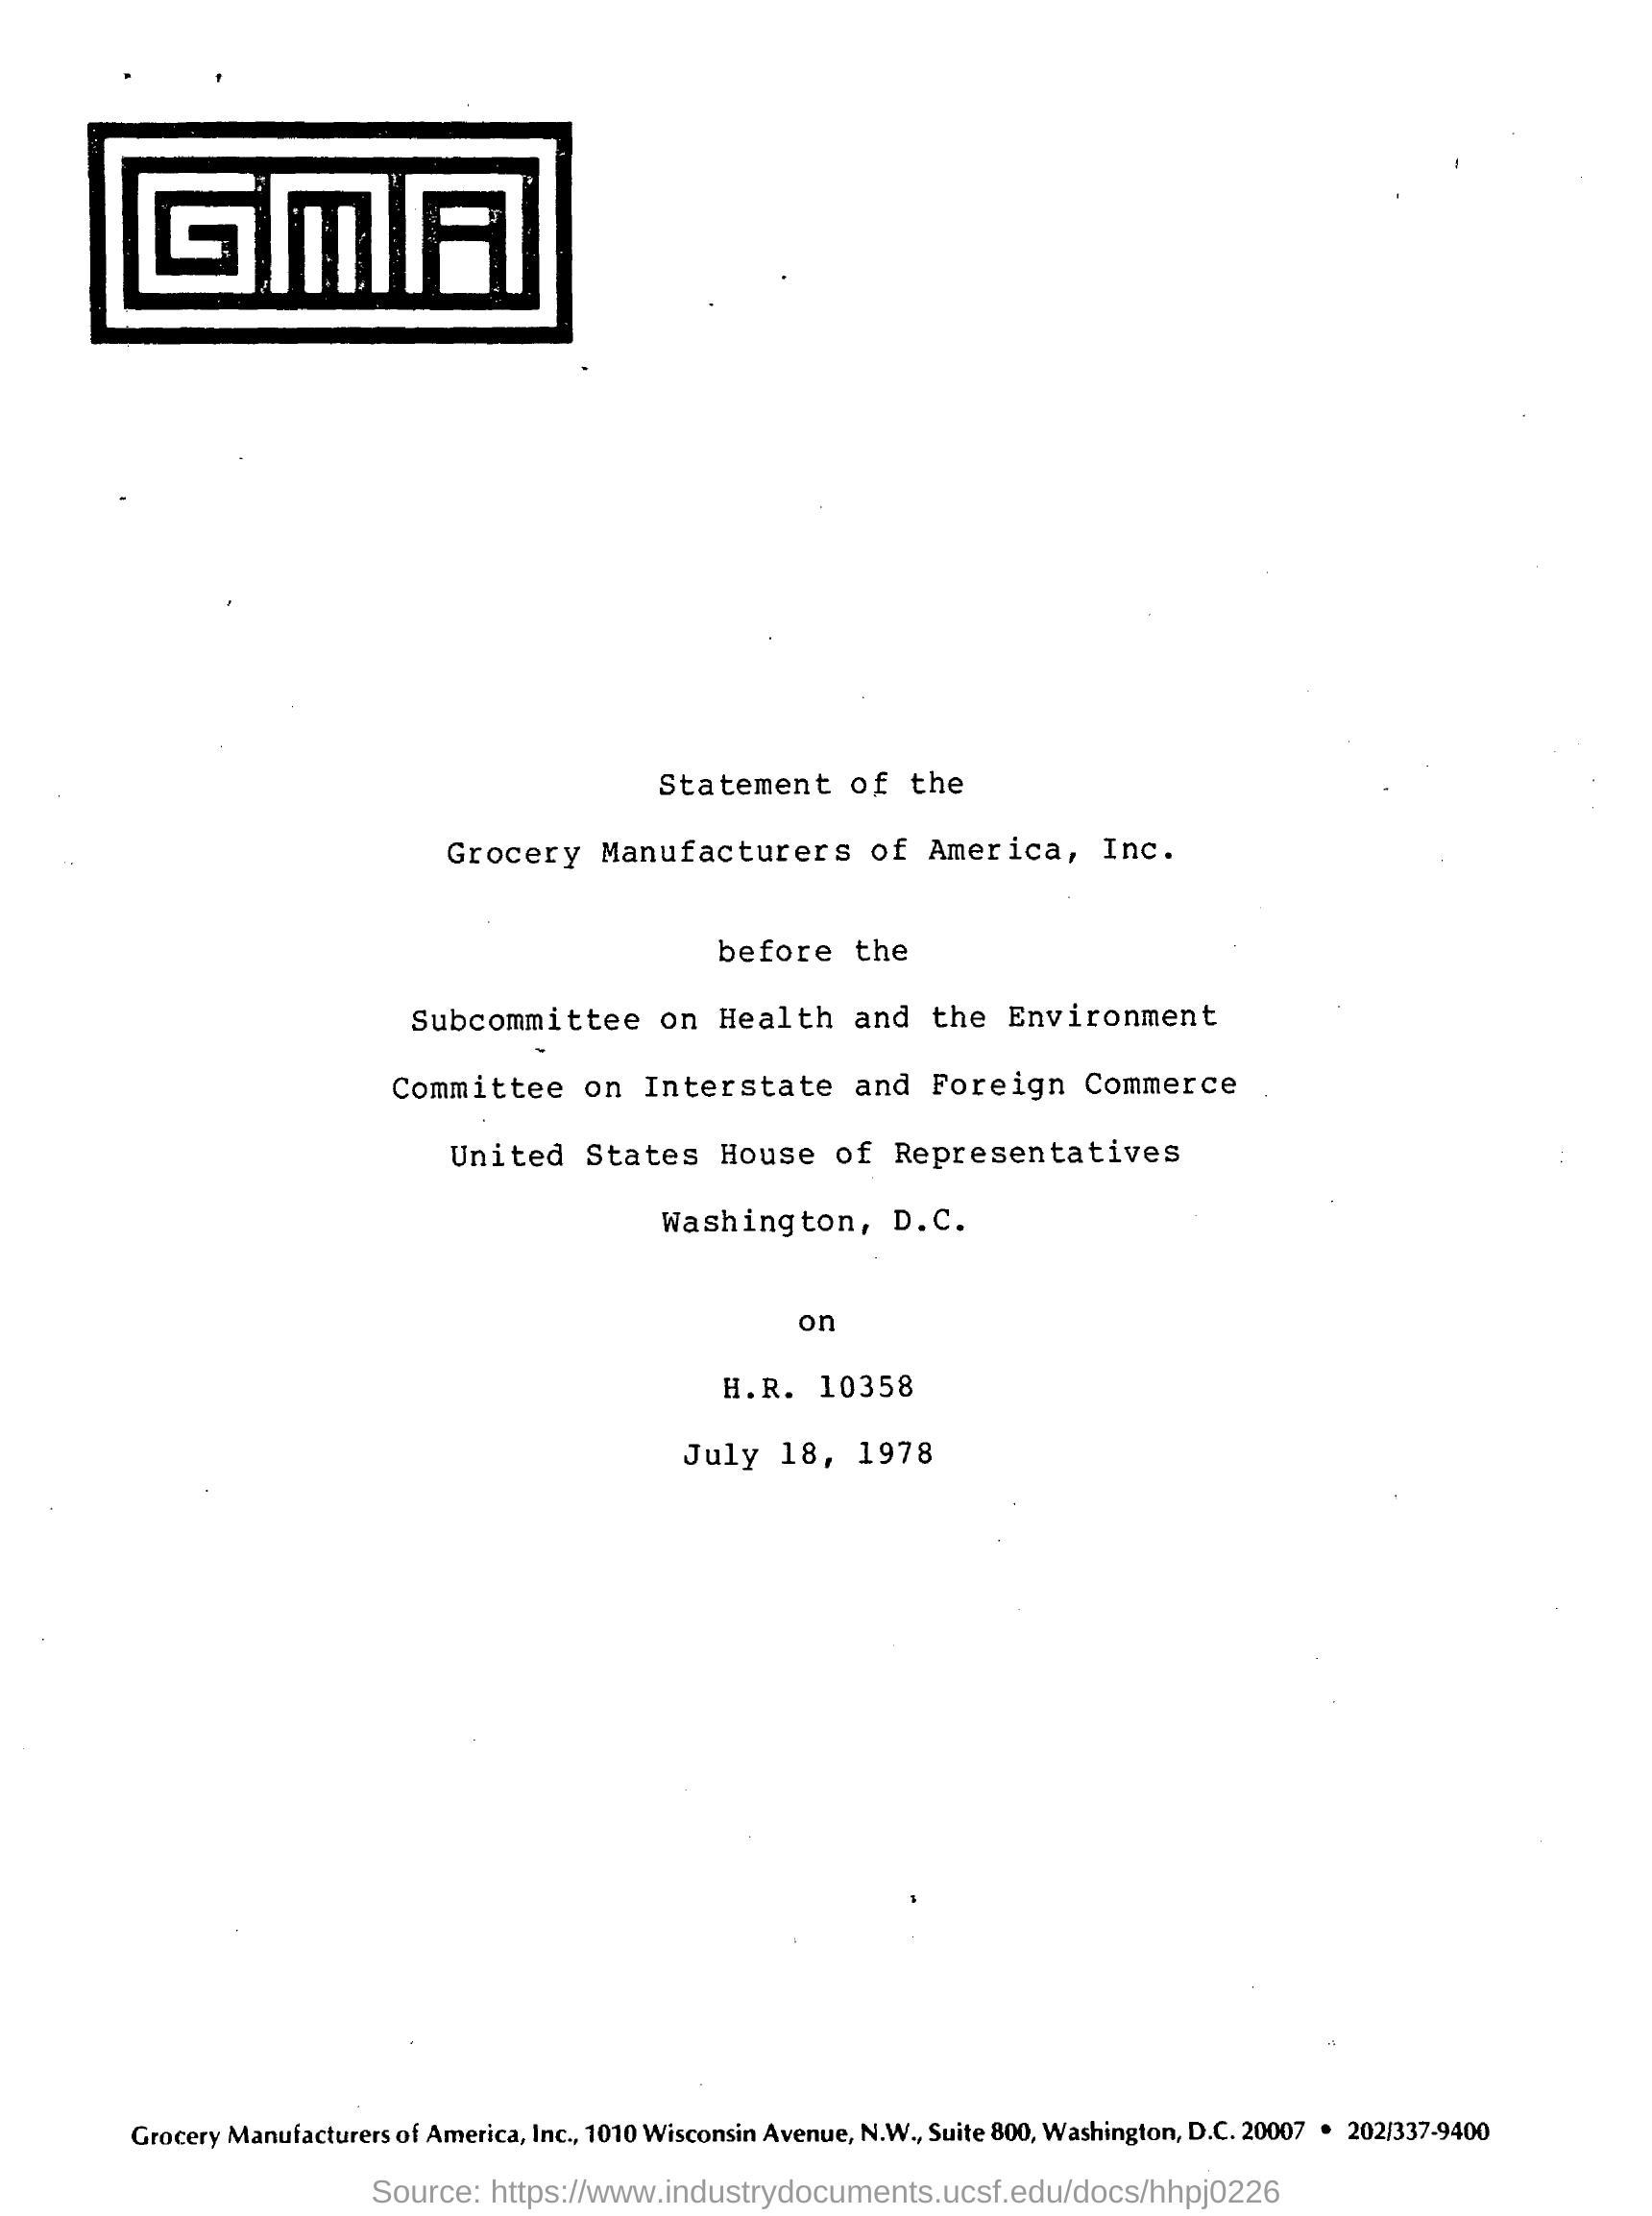 GMA
Statement of the
Grocery Manufacturers of America, Inc.
before the
Subcommittee on Health and the Environment
Committee on Interstate and Foreign Commerce
United States House of Representatives
Washington, D.C.
on
H.R. 10358
July 18, 1978
Grocery Manufacturers of America, Inc., 1010 Wisconsin Avenue, N.W., Suite 800, Washington, D.C. 20007 • 202/337-9400
Source: https://www.industrydocuments.ucsf.edu/docs/hhpj0226